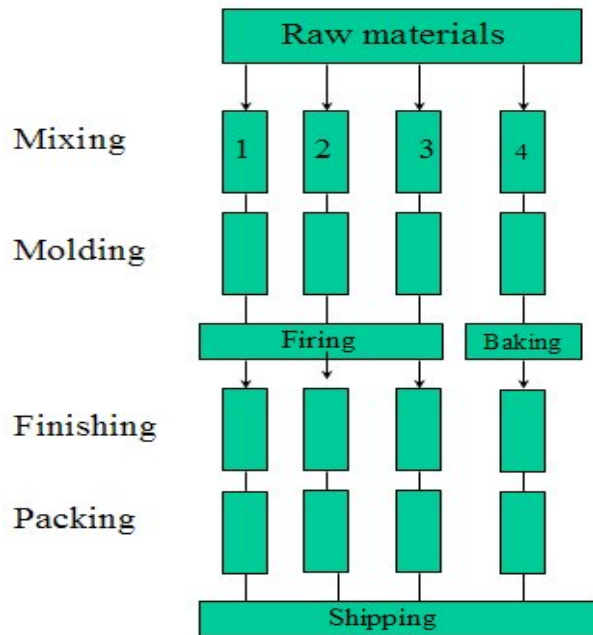 Raw materials
Mixing
1 2 3 4
Molding
Firing Baking
Finishing
Packing
Shipping